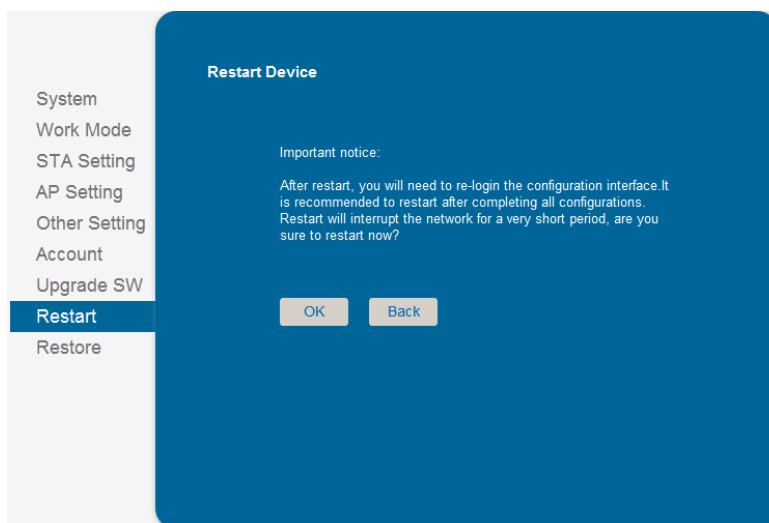 Restart Device
System
Work Mode
STA Setting
AP Setting
Other Setting
Account
Upgrade SW
Restart
Restore
Important notice:
After restart, you will need to re-login the configuration interface.It
is recommended to restart after completing all configurations.
Restart will interrupt the network for a very short period, are you
sure to restart now?
OK Back